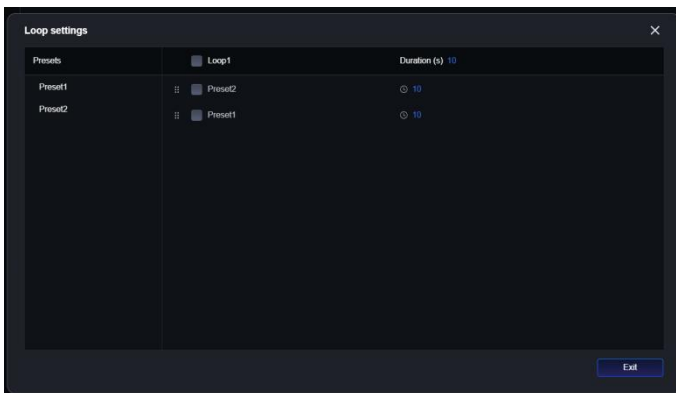 Loop settings
Presets Loop1 Duration (s) 10
Preset1 Preset2 10
Preset2 Preset1 10
Exit